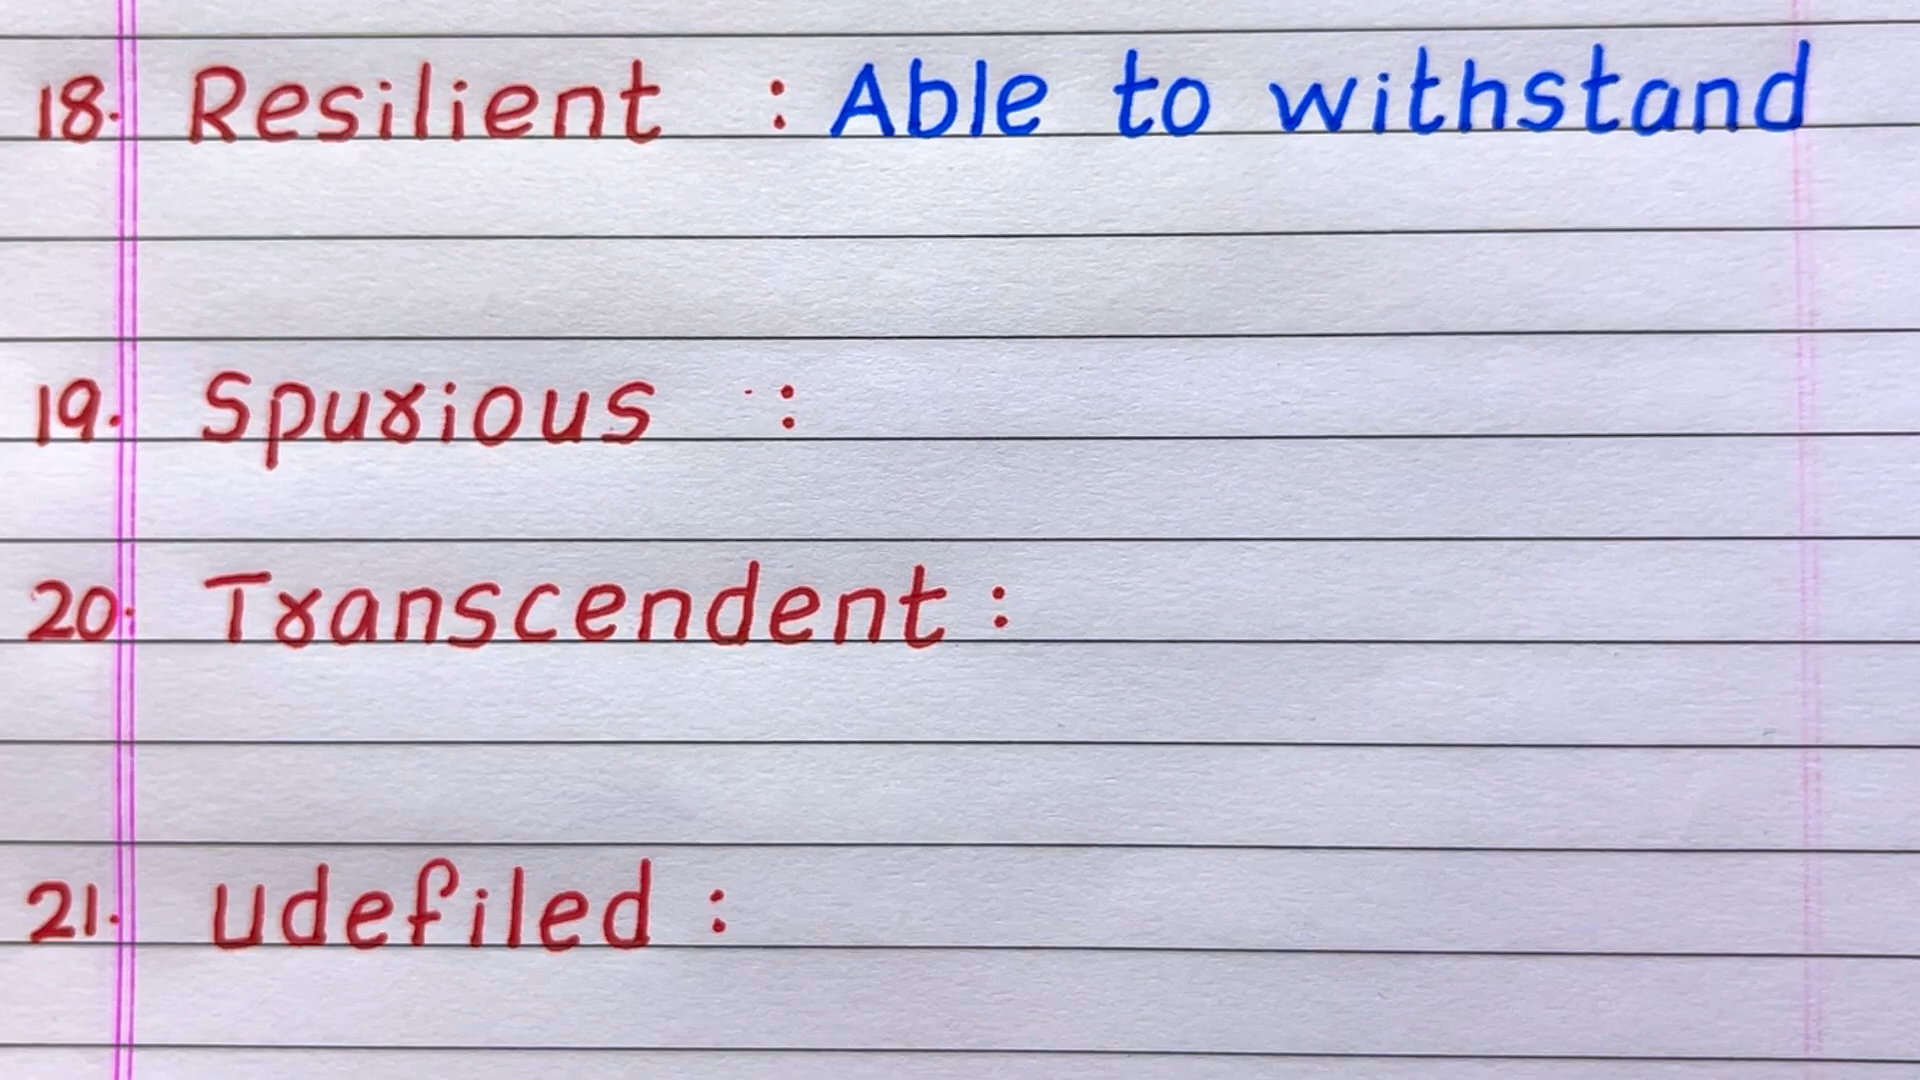 18. Resilient : Able to withstand
19. Spurious :
20. Transcendent :
21. udefiled :